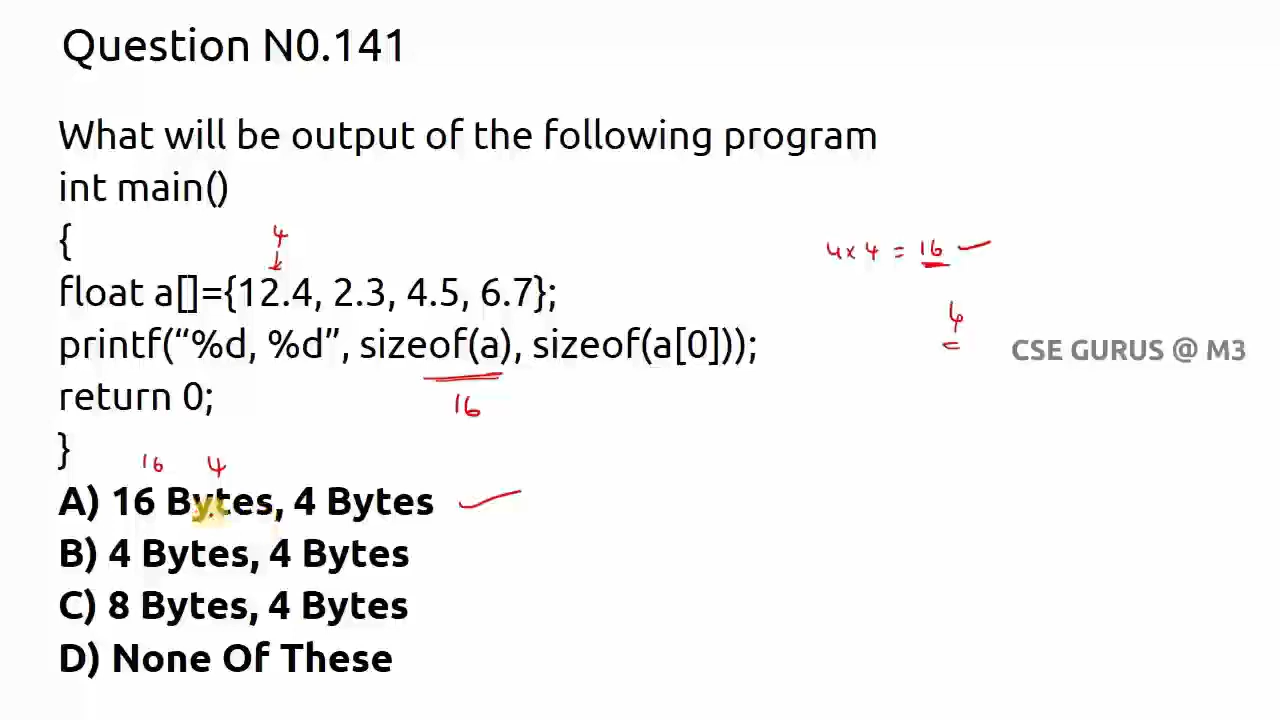 Question N0.141
What will be output of the following program
int main()
{
4
4 x 4 = 16
float a[]={12.4, 2.3, 4.5, 6.7};
4
printf(“%d, %d”, sizeof(a), sizeof(a[0]));
CSE GURUS @ M3
return 0;
16
}
16 4
A) 16 Bytes, 4 Bytes
B) 4 Bytes, 4 Bytes
C) 8 Bytes, 4 Bytes
D) None Of These